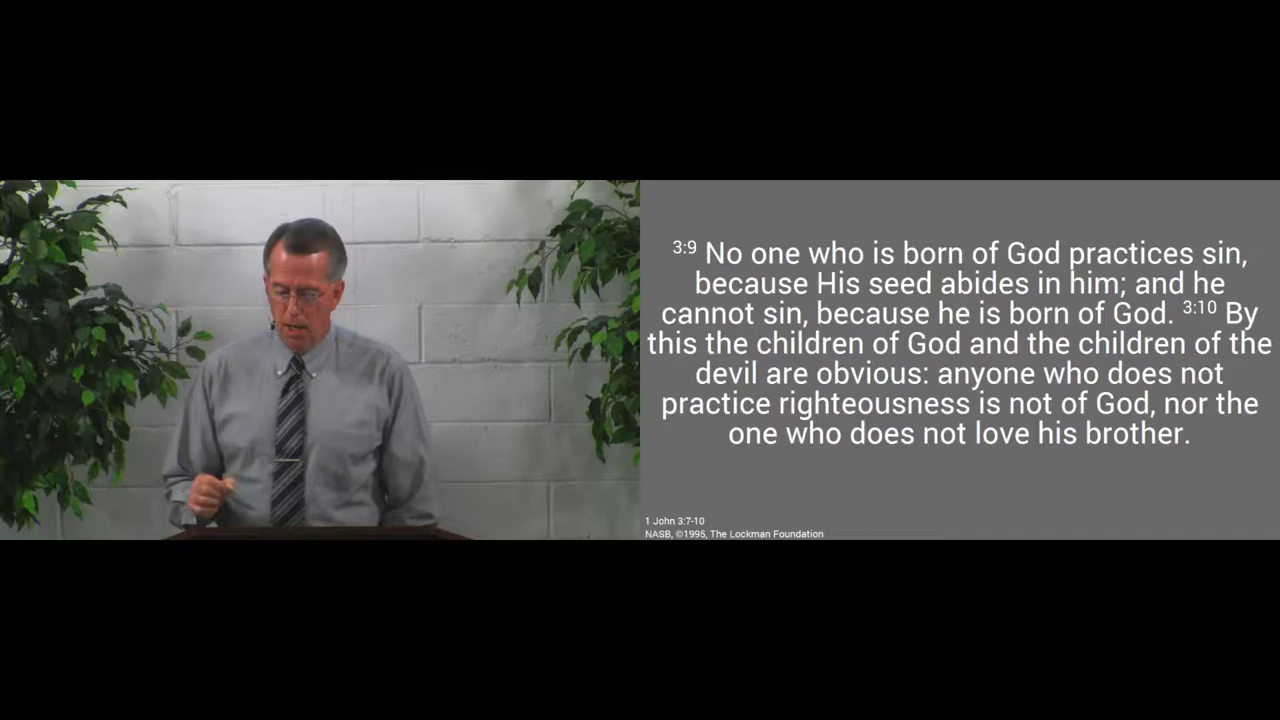 3:9 No one who is born of God practices sin,
because His seed abides in him; and he
cannot sin, because he is born of God. 3:10 By
this the children of God and the children of the
devil are obvious: anyone who does not
practice righteousness is not of God, nor the
one who does not love his brother.
1 John 3:7-10
NASB, ©1995, The Lockman Foundation